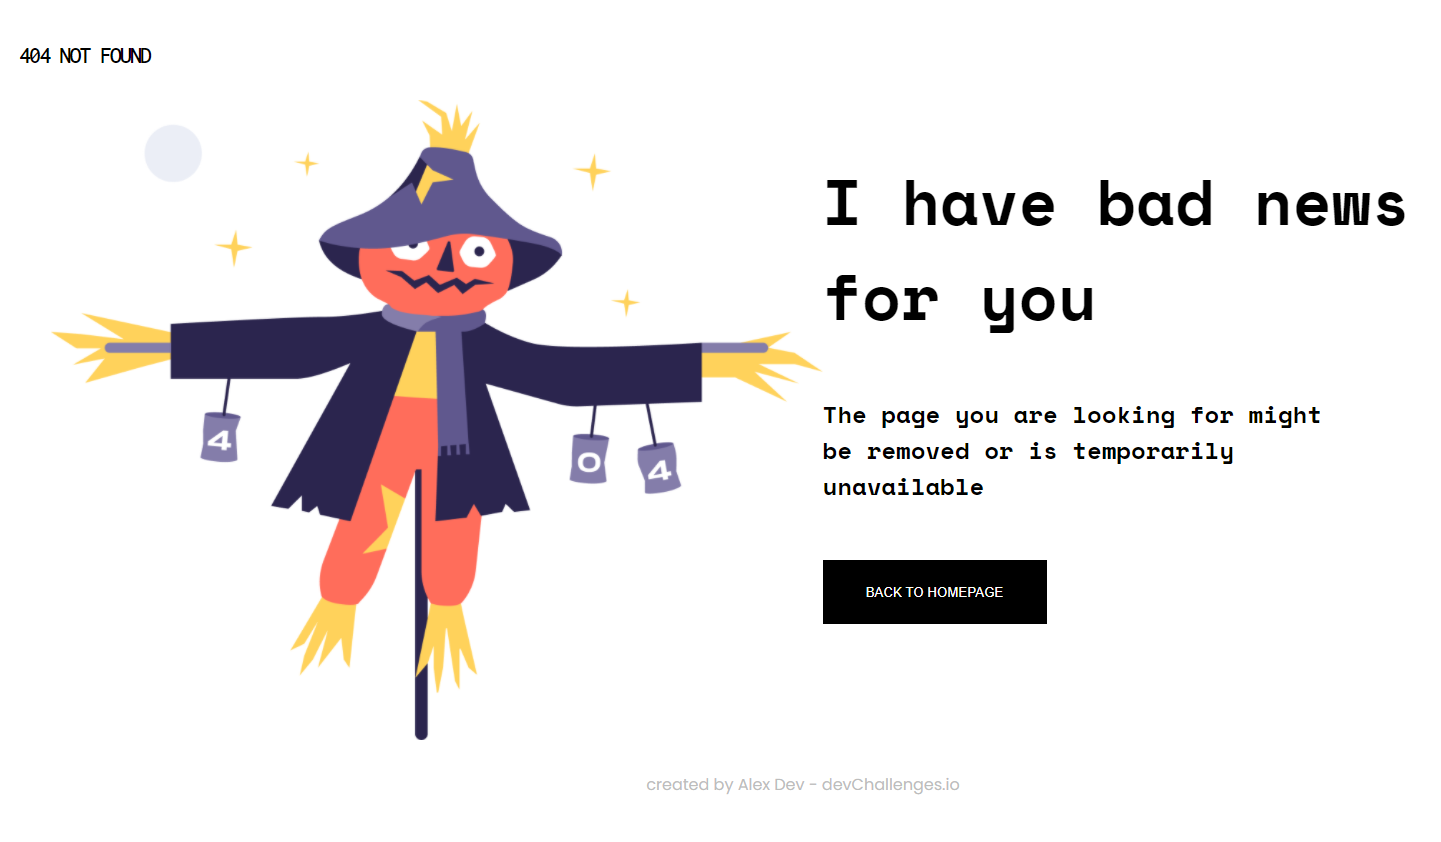 404 NOT FOUND
I have bad news
for you
The page you are looking for might
be removed or is temporarily
unavailable
4
0
4
BACK TO HOMEPAGE
created by Alex Dev - devChallenges.io